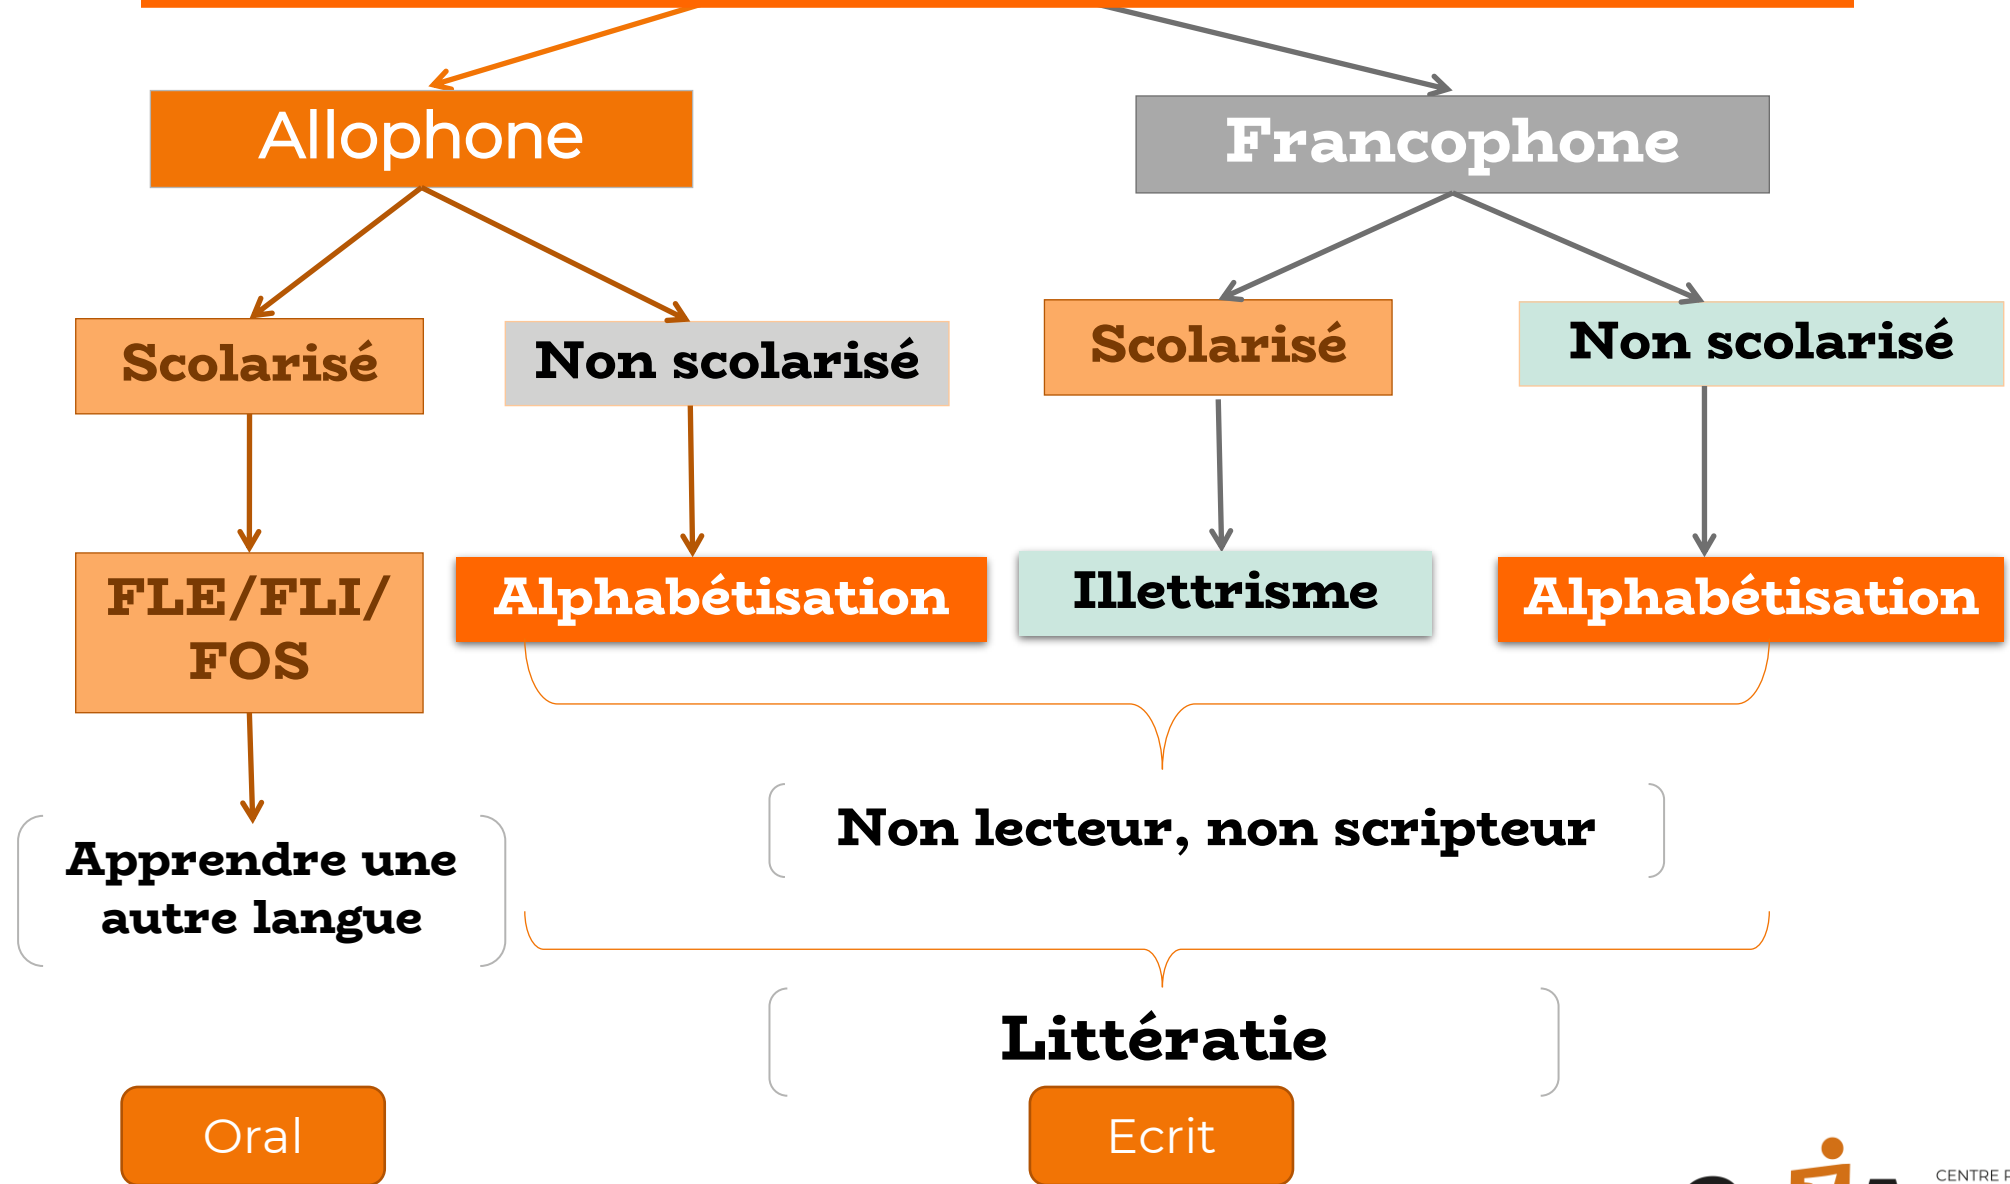 Allophone
Francophone
Scolarisé
Non scolarisé
Scolarisé
Non scolarisé
FLE/FLI/
FOS
Alphabétisation
Illettrisme
Alphabétisation
Non lecteur, non scripteur
Apprendre une
autre langue
Littératie
Oral
Ecrit
CENTRE